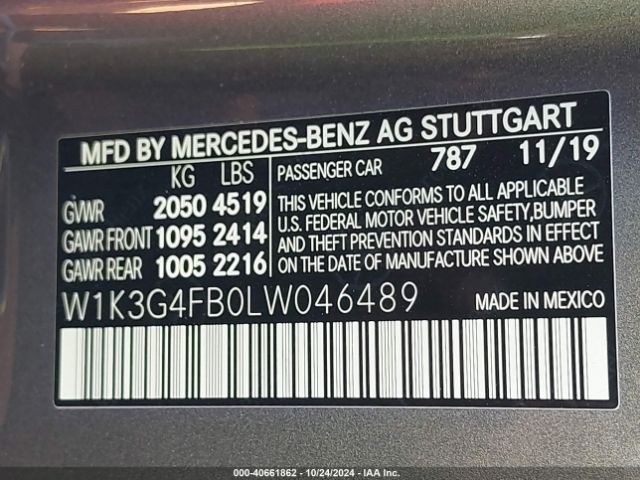 MFD BY MERCEDES-BENZ AG STUTTGART
KG LBS
GVWR 2050 4519
GAWR FRONT 1095 2414
GAWR REAR 1005 2216
PASSENGER CAR 787 11/19
THIS VEHICLE CONFORMS TO ALL APPLICABLE
U.S. FEDERAL MOTOR VEHICLE SAFETY,BUMPER
AND THEFT PREVENTION STANDARDS IN EFFECT
ON THE DATE OF MANUFACTURE SHOWN ABOVE
W1K3G4FB0LW046489
MADE IN MEXICO
000-40661862 - 10/24/2024 - IAA Inc.